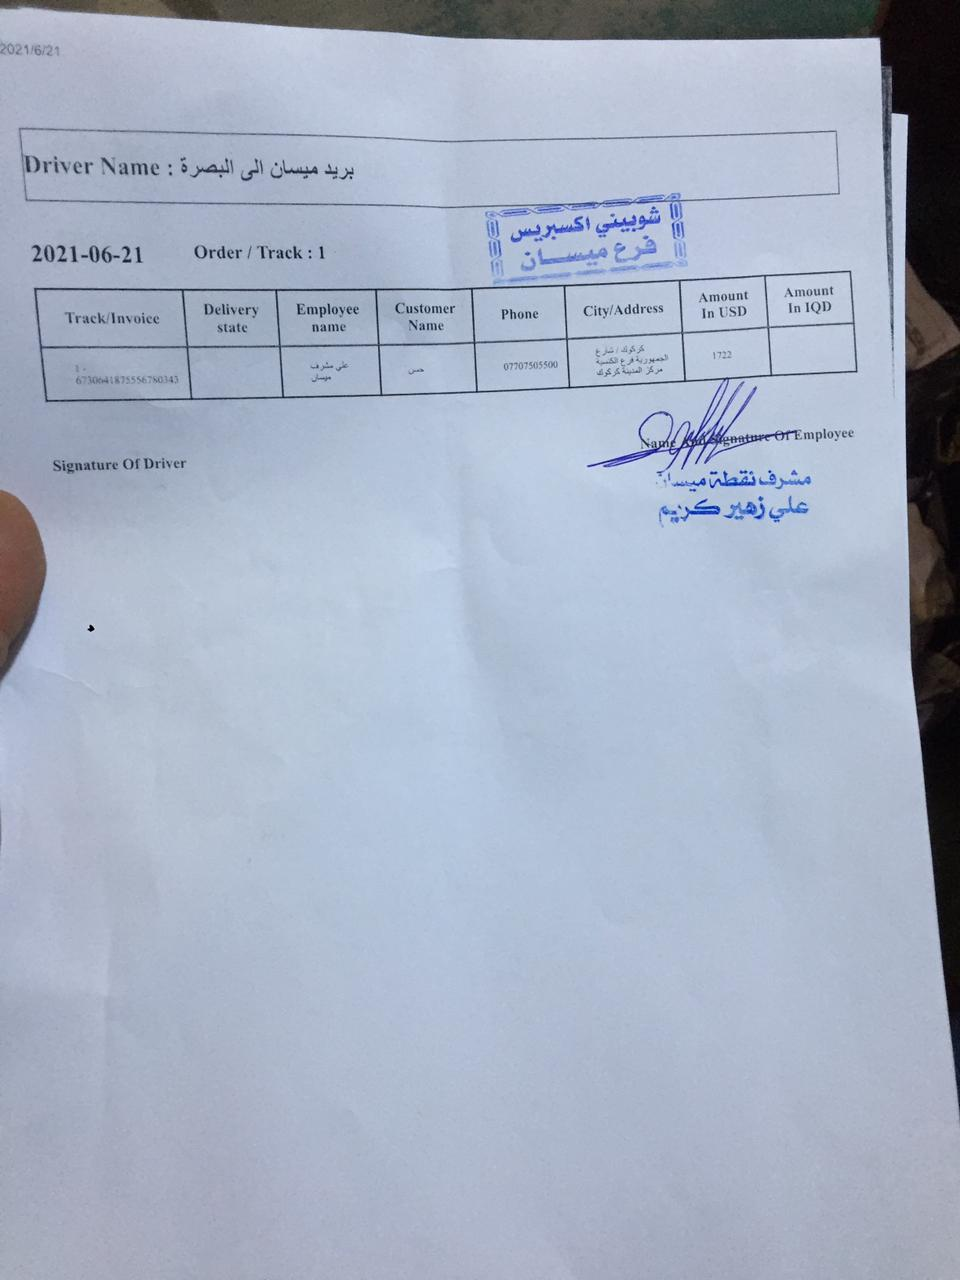 2021/6/21
Driver Name : بريد ميسان الى البصرة
شوبيني اكسبريس
فرع ميسان
2021-06-21 Order / Track : 1
Track/Invoice Delivery state Employee name Customer Name Phone City/Address Amount In USD Amount In IQD
1 -
6730641875556780343
علي مشرف
ميسان
حسن
07707505500
كركوك / شارع
الجمهورية فرع الكنسية
مركز المدينة كركوك
1722
Name And Signature Of Employee
Signature Of Driver
مشرف نقطة ميسان
علي زهير كريم